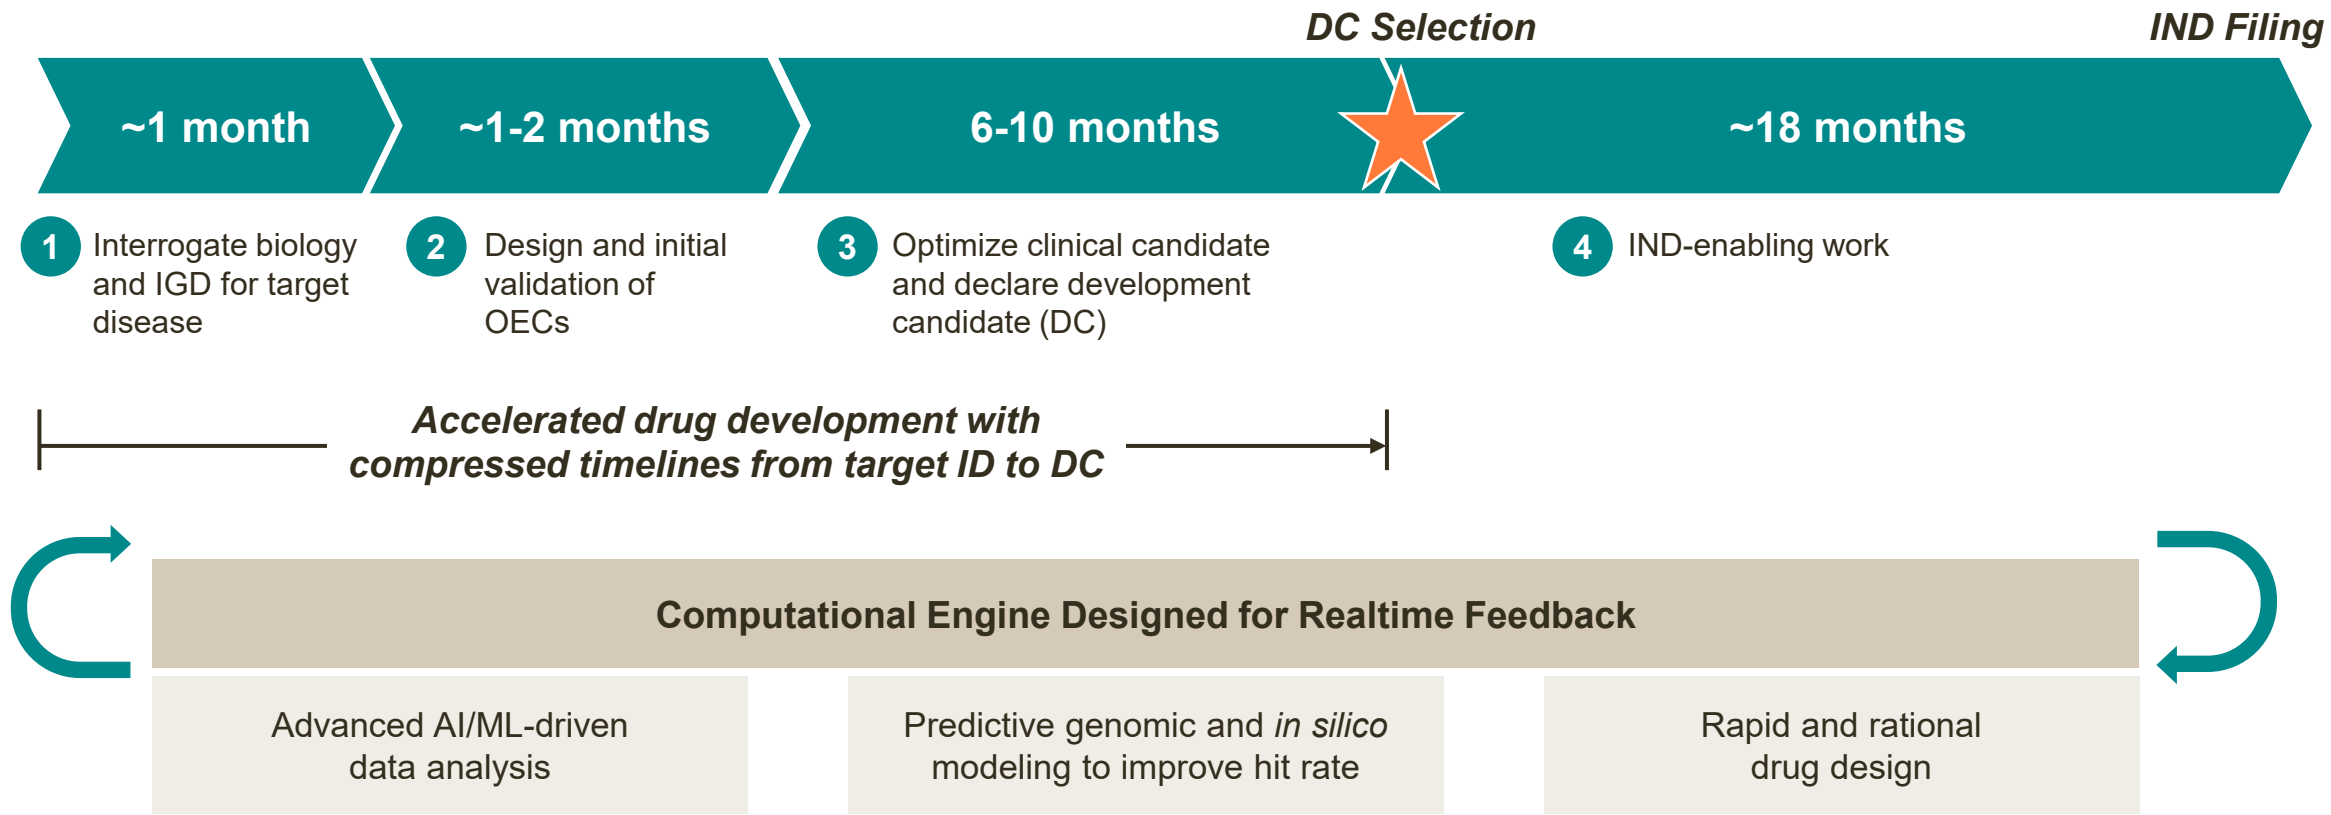 DC Selection
IND Filing
~1 month
~1-2 months
6-10 months
~18 months
1
Interrogate biology
and IGD for target
disease
2
Design and initial
validation of
OECs
3
Optimize clinical candidate
and declare development
candidate (DC)
4
IND-enabling work
Accelerated drug development with
compressed timelines from target ID to DC
Computational Engine Designed for Realtime Feedback
Advanced AI/ML-driven
data analysis
Predictive genomic and in silico
modeling to improve hit rate
Rapid and rational
drug design